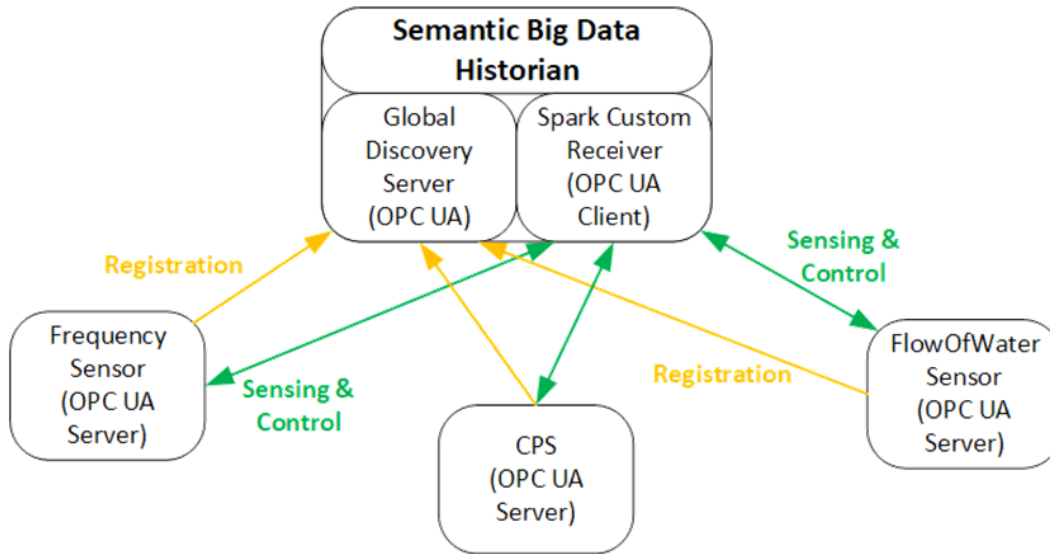 Semantic Big Data
Historian
Global
Discovery
Server
(OPC UA)
Spark Custom
Receiver
(OPC UA
Client)
Registration
Sensing &
Control
Frequency
Sensor
(OPC UA
Server)
Sensing &
Control
Registration
FlowOfWater
Sensor
(OPC UA
Server)
CPS
(OPC UA
Server)